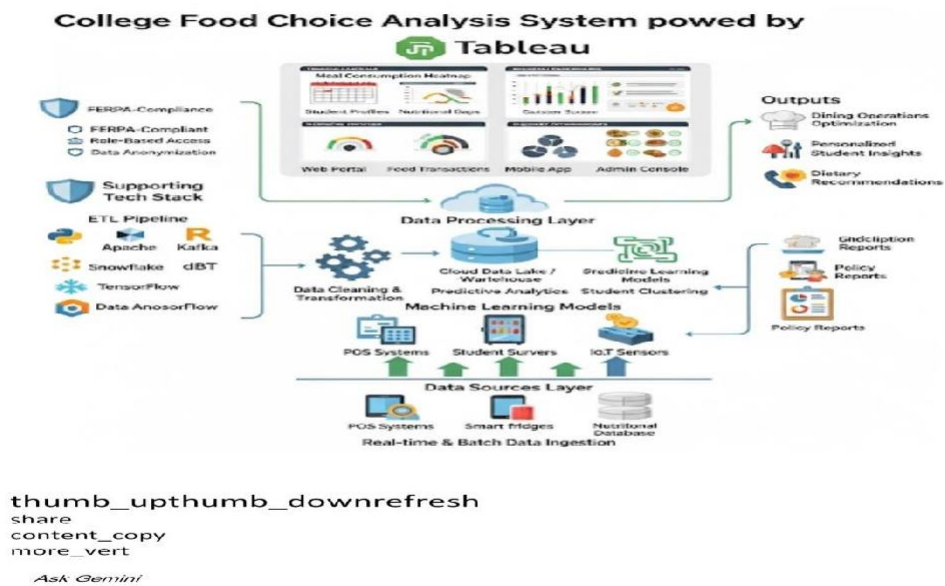 College Food Choice Analysis System powed by
Tableau
Meal Consumption Heatmap
Student Profiles
Nutritional Gaps
Web Portal
Food Transactions
Mobile App
Admin Console
FERPA-Compliance
FERPA-Compliant
Role-Based Access
Data Anonymization
Supporting
Tech Stack
ETL Pipeline
Apache
Kafka
Snowflake
dBT
TensorFlow
Data AnosorFlow
Outputs
Dining Operations
Optimization
Personalized
Student Insights
Dietary
Recommendations
Data Processing Layer
Data Cleaning &
Transformation
Cloud Data Lake /
Warehouse
Predictive Analytics
Learning
Models
Student Clustering
Machine Learning Models
Reports
Policy
Reports
Policy Reports
POS Systems
Student Survers
IoT Sensors
Data Sources Layer
POS Systems
Smart fridges
Nutritional
Database
Real-time & Batch Data Ingestion
thumb_upthumb_downrefresh
share
content_copy
more_vert
Ask Gemini